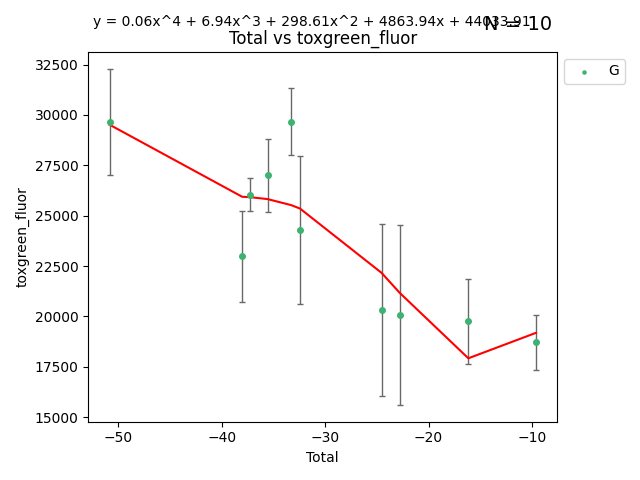 y = 0.06x^4 + 6.94x^3 + 298.61x^2 + 4863.94x + 44033.91
N = 10
Total vs toxgreen_fluor
G
32500
30000
27500
25000
22500
20000
17500
15000
toxgreen_fluor
−50
−40
−30
−20
−10
Total